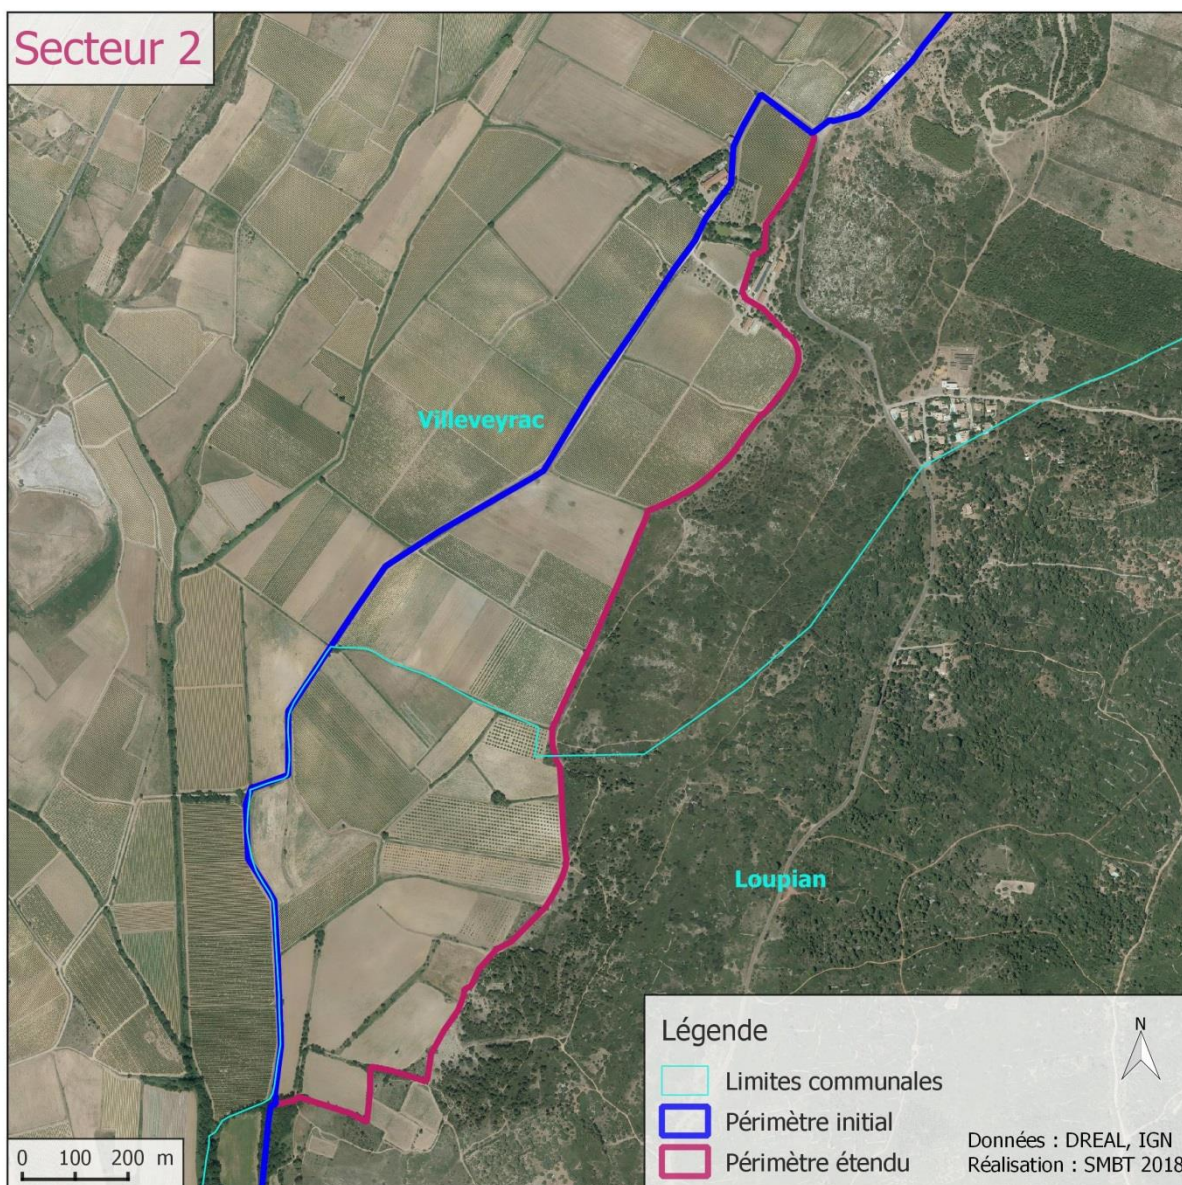 Secteur 2
Villeveyrac
Loupian
Légende
Limites communales
Périmètre initial
Périmètre étendu
N
Données : DREAL, IGN
Réalisation : SMBT 2018
0 100 200 m